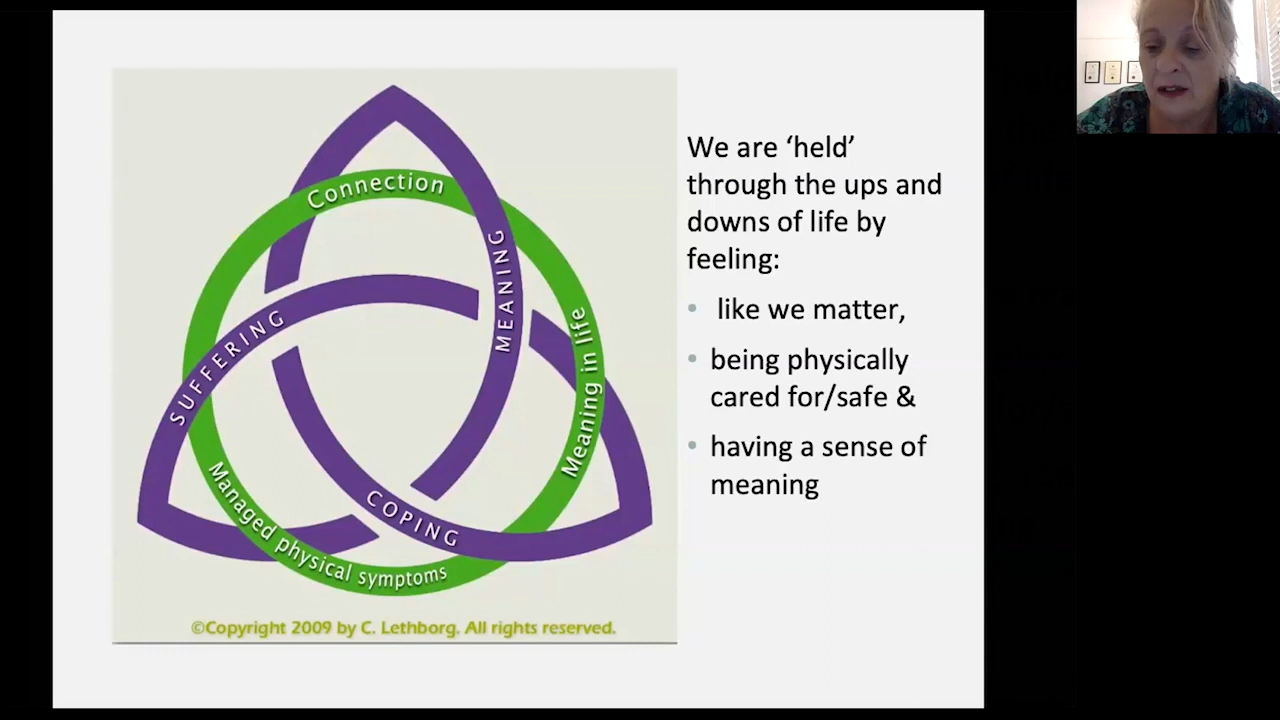 Connection
MEANING
SUFFERING
Meaning in life
COPING
Managed physical symptoms
©Copyright 2009 by C. Lethborg. All rights reserved.
We are ‘held’
through the ups and
downs of life by
feeling:
• like we matter,
• being physically
cared for/safe &
• having a sense of
meaning